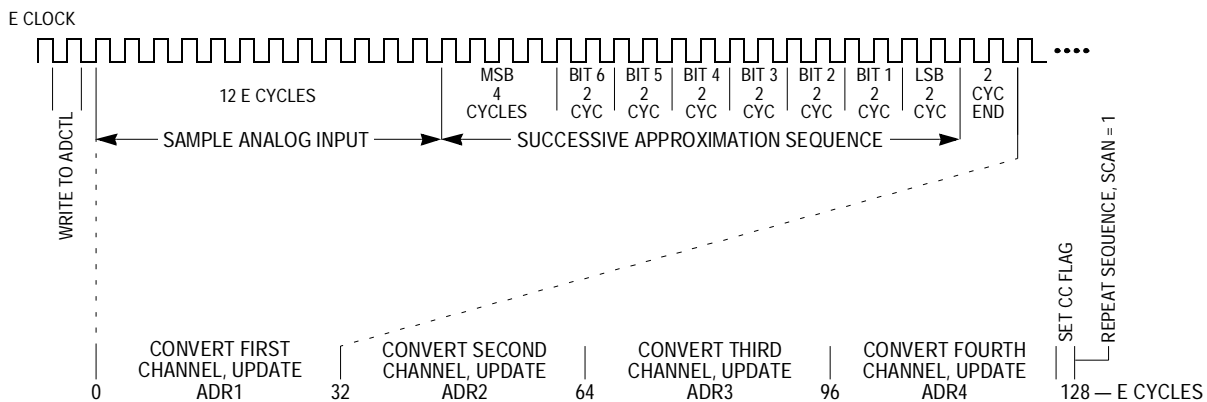 E CLOCK
WRITE TO ADCTL
12 E CYCLES
MSB
4
CYCLES
BIT 6
2
CYC
BIT 5
2
CYC
BIT 4
2
CYC
BIT 3
2
CYC
BIT 2
2
CYC
BIT 1
2
CYC
LSB
2
CYC
2
CYC
END
SAMPLE ANALOG INPUT
SUCCESSIVE APPROXIMATION SEQUENCE
SET CC FLAG
REPEAT SEQUENCE, SCAN = 1
CONVERT FIRST
CHANNEL, UPDATE
ADR1
CONVERT SECOND
CHANNEL, UPDATE
ADR2
CONVERT THIRD
CHANNEL, UPDATE
ADR3
CONVERT FOURTH
CHANNEL, UPDATE
ADR4
0
32
64
96
128 — E CYCLES